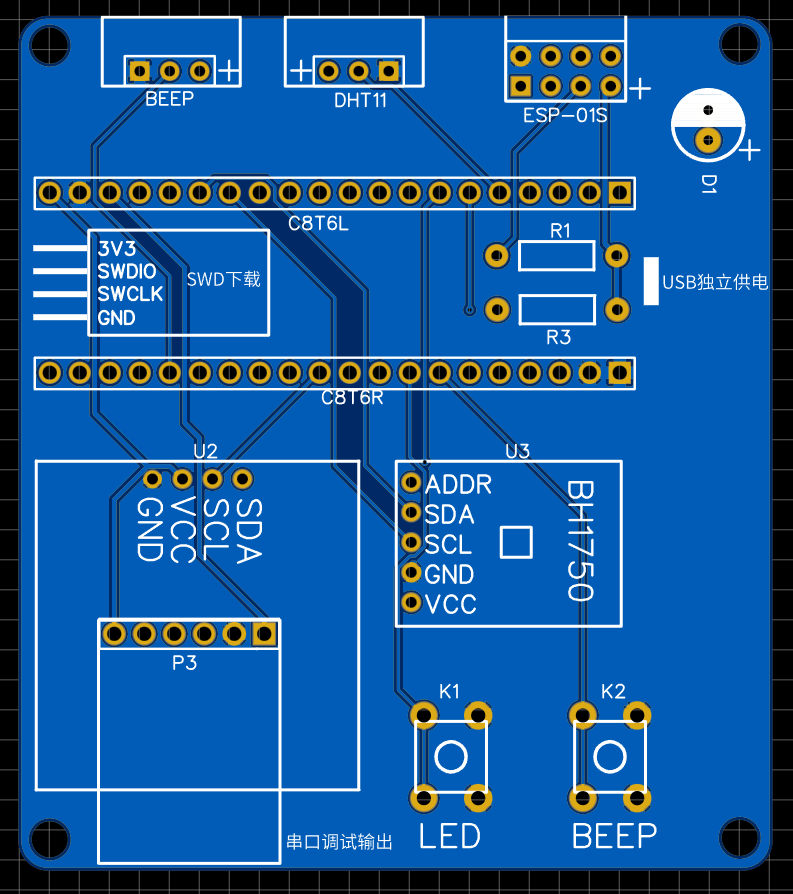 BEEP
DHT11
ESP-01S
D1
C8T6L
R1
3V3
SWDIO
SWCLK
GND
SWD下载
USB独立供电
R3
C8T6R
U2
GND
VCC
SCL
SDA
U3
ADDR
SDA
SCL
GND
VCC
BH1750
P3
K1
K2
LED
BEEP
串口调试输出